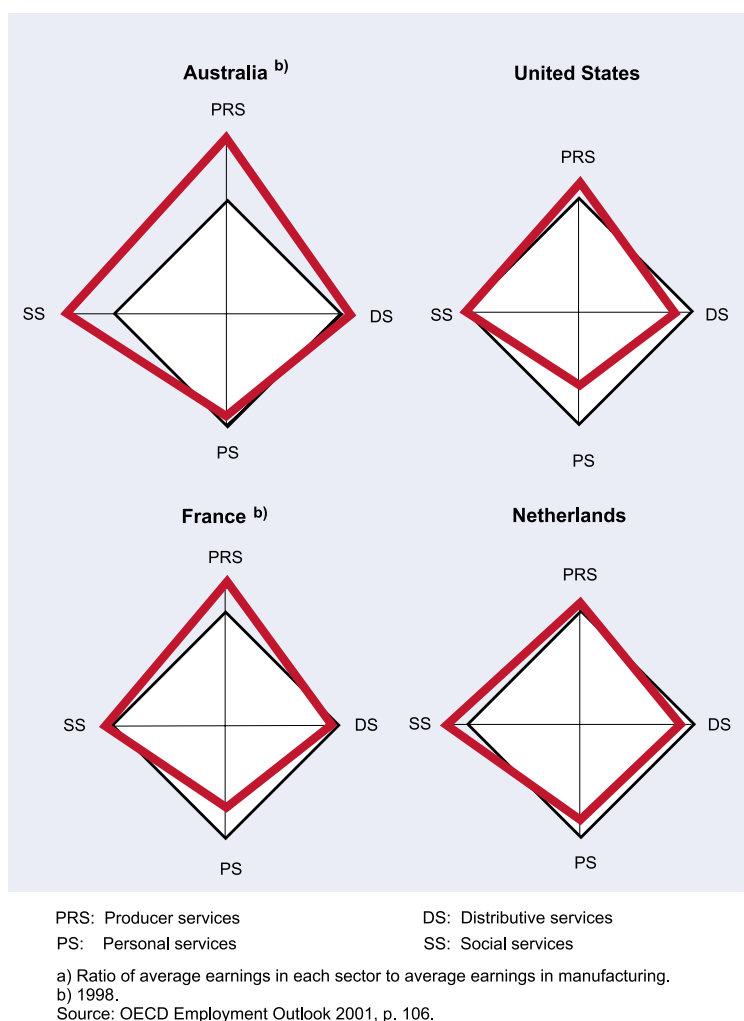 Australia b)
United States
PRS
PRS
SS
DS
SS
DS
PS
PS
France b)
Netherlands
PRS
PRS
SS
DS
SS
DS
PS
PS
PRS: Producer services
DS: Distributive services
PS: Personal services
SS: Social services
a) Ratio of average earnings in each sector to average earnings in manufacturing.
b) 1998.
Source: OECD Employment Outlook 2001, p. 106.